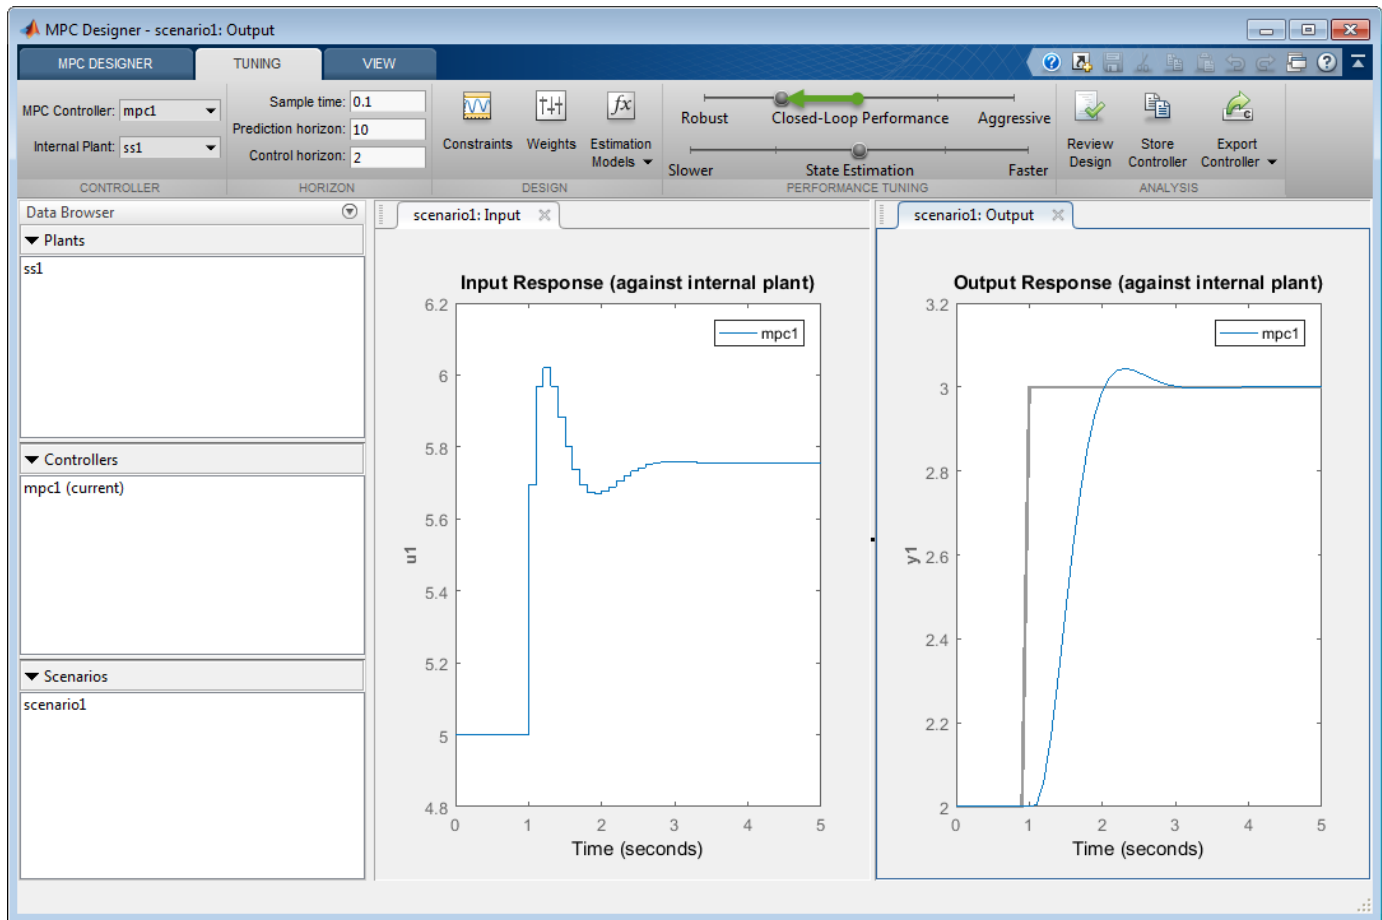 MPC Designer - scenario1: Output
MPC DESIGNER TUNING VIEW
MPC Controller: mpc1
Internal Plant: ss1
CONTROLLER
Sample time: 0.1
Prediction horizon: 10
Control horizon: 2
HORIZON
Constraints Weights Estimation Models
DESIGN
Robust Closed-Loop Performance Aggressive
Slower State Estimation Faster
PERFORMANCE TUNING
Review Design Store Controller Export Controller
ANALYSIS
Data Browser
Plants
ss1
Controllers
mpc1 (current)
Scenarios
scenario1
scenario1: Input
Input Response (against internal plant)
mpc1
6.2
6
5.8
5.6
5.4
5.2
5
4.8
u1
0 1 2 3 4 5
Time (seconds)
scenario1: Output
Output Response (against internal plant)
mpc1
3.2
3
2.8
2.6
2.4
2.2
2
y1
0 1 2 3 4 5
Time (seconds)